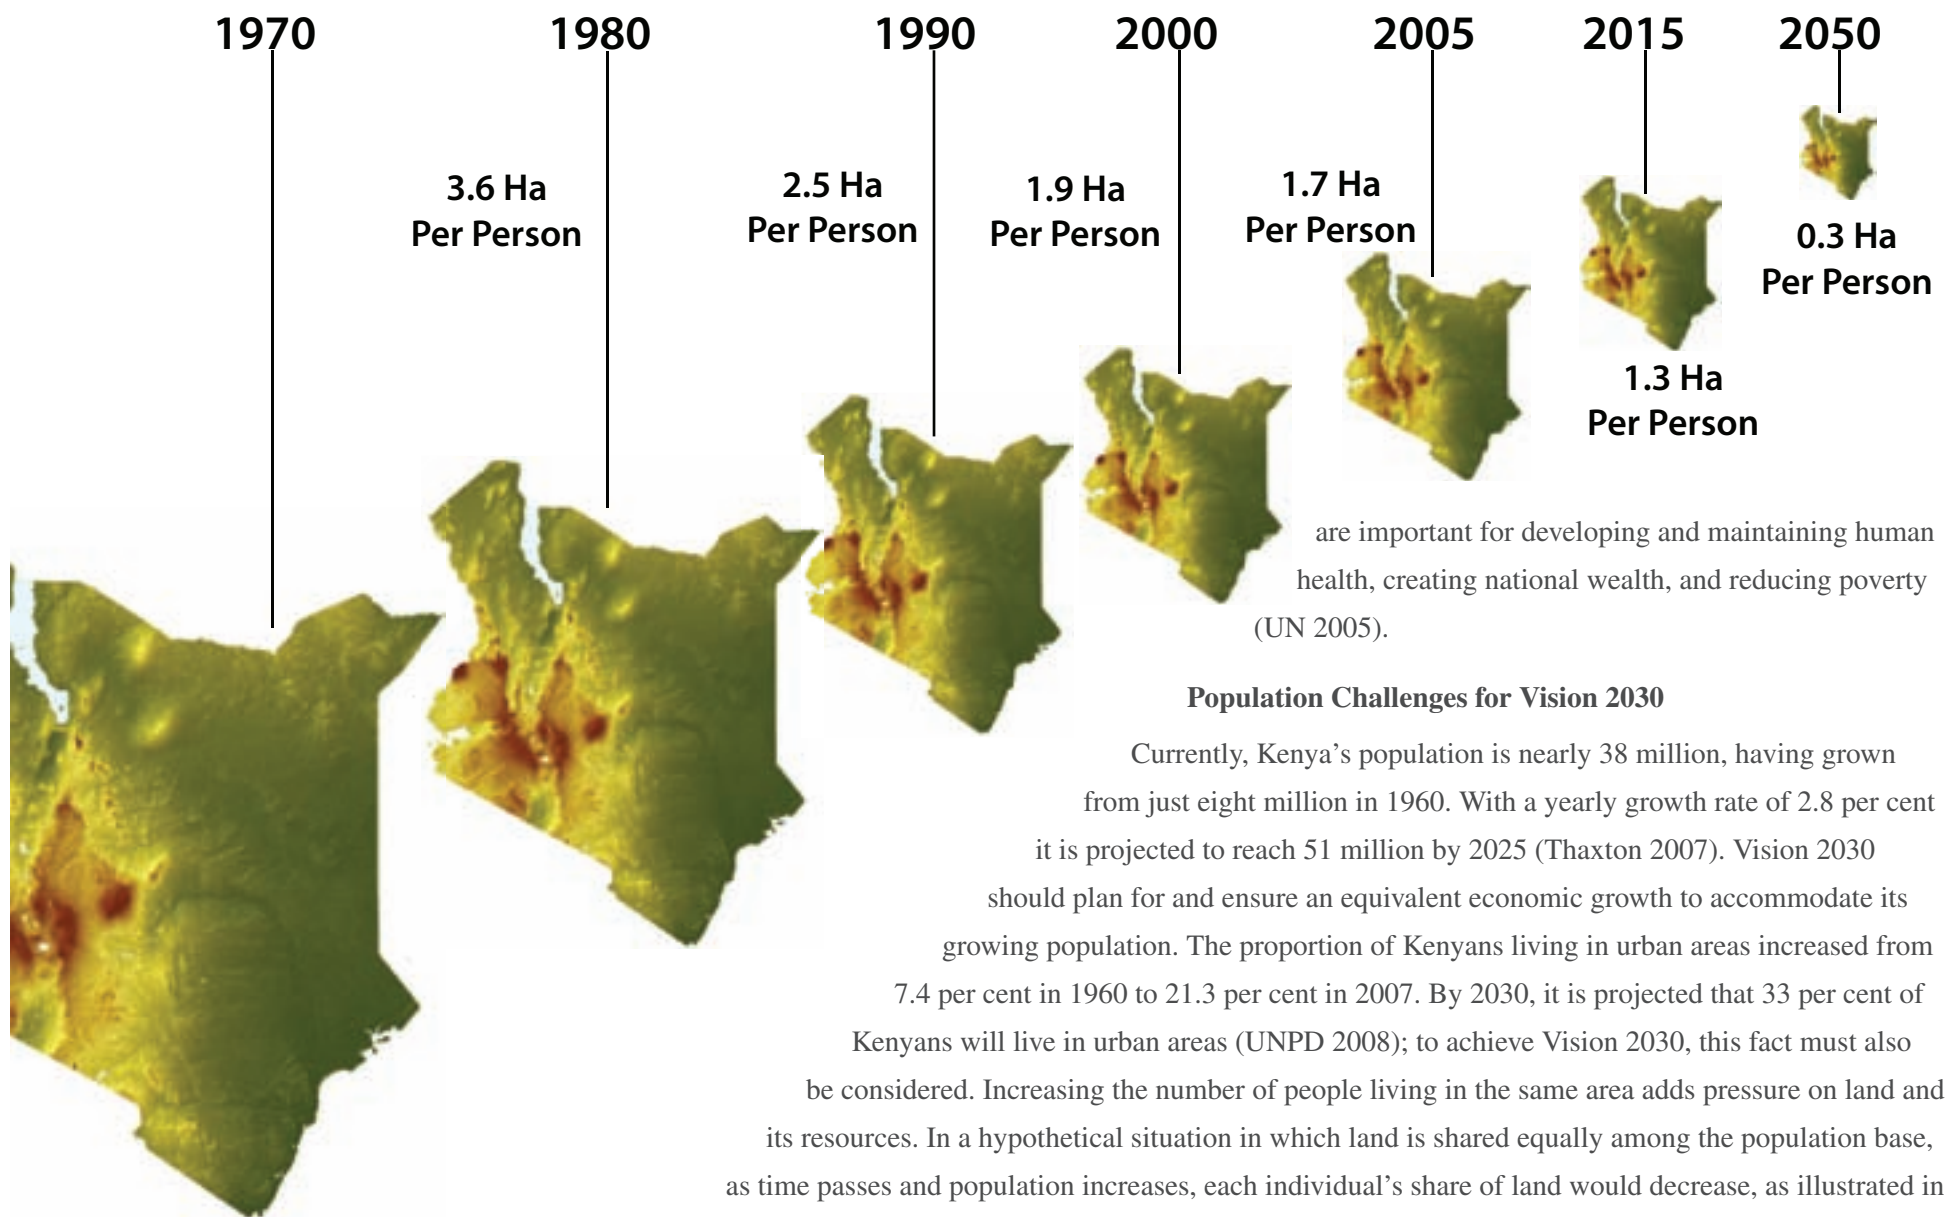 1970
1980
1990
2000
2005
2015
2050
3.6 Ha
Per Person
2.5 Ha
Per Person
1.9 Ha
Per Person
1.7 Ha
Per Person
1.3 Ha
Per Person
0.3 Ha
Per Person
are important for developing and maintaining human
health, creating national wealth, and reducing poverty
(UN 2005).
Population Challenges for Vision 2030
Currently, Kenya’s population is nearly 38 million, having grown
from just eight million in 1960. With a yearly growth rate of 2.8 per cent
it is projected to reach 51 million by 2025 (Thaxton 2007). Vision 2030
should plan for and ensure an equivalent economic growth to accommodate its
growing population. The proportion of Kenyans living in urban areas increased from
7.4 per cent in 1960 to 21.3 per cent in 2007. By 2030, it is projected that 33 per cent of
Kenyans will live in urban areas (UNPD 2008); to achieve Vision 2030, this fact must also
be considered. Increasing the number of people living in the same area adds pressure on land and
its resources. In a hypothetical situation in which land is shared equally among the population base,
as time passes and population increases, each individual’s share of land would decrease, as illustrated in